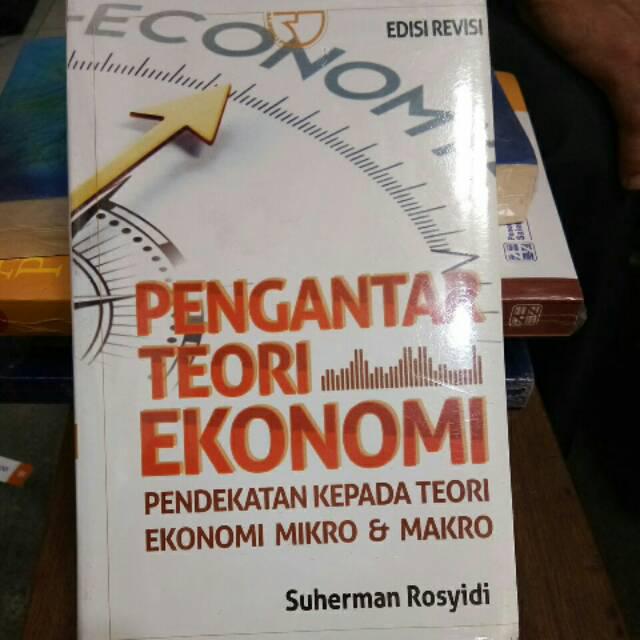 -ECONOM
EDISI REVISI
PENGANTAR
TEORI
EKONOMI
PENDEKATAN KEPADA TEORI
EKONOMI MIKRO & MAKRO
Suherman Rosyidi